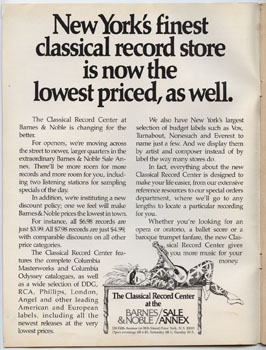 New York's finest
classical record store
is now the
lowest priced, as well.
The Classical Record Center at
Barnes & Noble is changing for the
better.
For openers, we're moving across
the street to newer, larger quarters in the
extraordinary Barnes & Noble Sale An-
nex. There'll be more room for records
and more room for you, including
two listening stations for sampling
specials of the day.
In addition, we're instituting a new
discount policy; one we feel will make
Barnes & Noble prices the lowest in town.
For instance, all $6.98 records are
just $3.99. All $7.98 records are just $4.99,
with comparable discounts on all other
price categories.
The Classical Record Center fea-
tures the complete Columbia
Masterworks and Columbia
Odyssey catalogues, as well
as a wide selection of DDG,
RCA, Phillips, London,
Angel and other leading
American and European
labels, including all the
newest releases at the very
lowest prices.
We also have New York's largest
selection of budget labels such as Vox,
Turnabout, Nonesuch and Everest to
name just a few. And we display them
by artist and composer instead of by
label the way many stores do.
In fact, everything about the new
Classical Record Center is designed to
make your life easier, from our extensive
reference resources to our special orders
department, where we'll go to any
lengths to locate a particular recording
for you.
Whether you're looking for an
opera or oratorio, a ballet score or a
baroque trumpet fanfare, the new Clas-
sical Record Center gives
you more music for your
money.
The Classical Record Center
at the
BARNES & NOBLE / SALE ANNEX